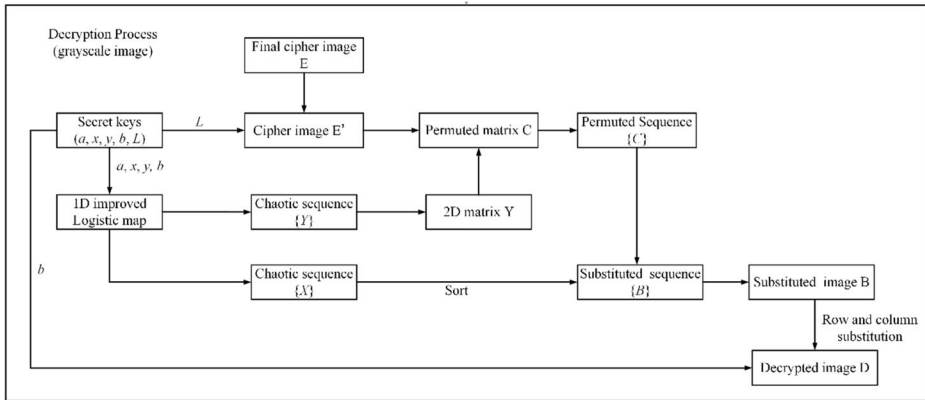 Decryption Process
(grayscale image)
Final cipher image
E
Secret keys
(a, x, y, b, L)
L
Cipher image E'
Permuted matrix C
Permuted Sequence
{C}
a, x, y, b
1D improved
Logistic map
Chaotic sequence
{Y}
2D matrix Y
b
Chaotic sequence
{X}
Sort
Substituted sequence
{B}
Substituted image B
Row and column
substitution
Decrypted image D